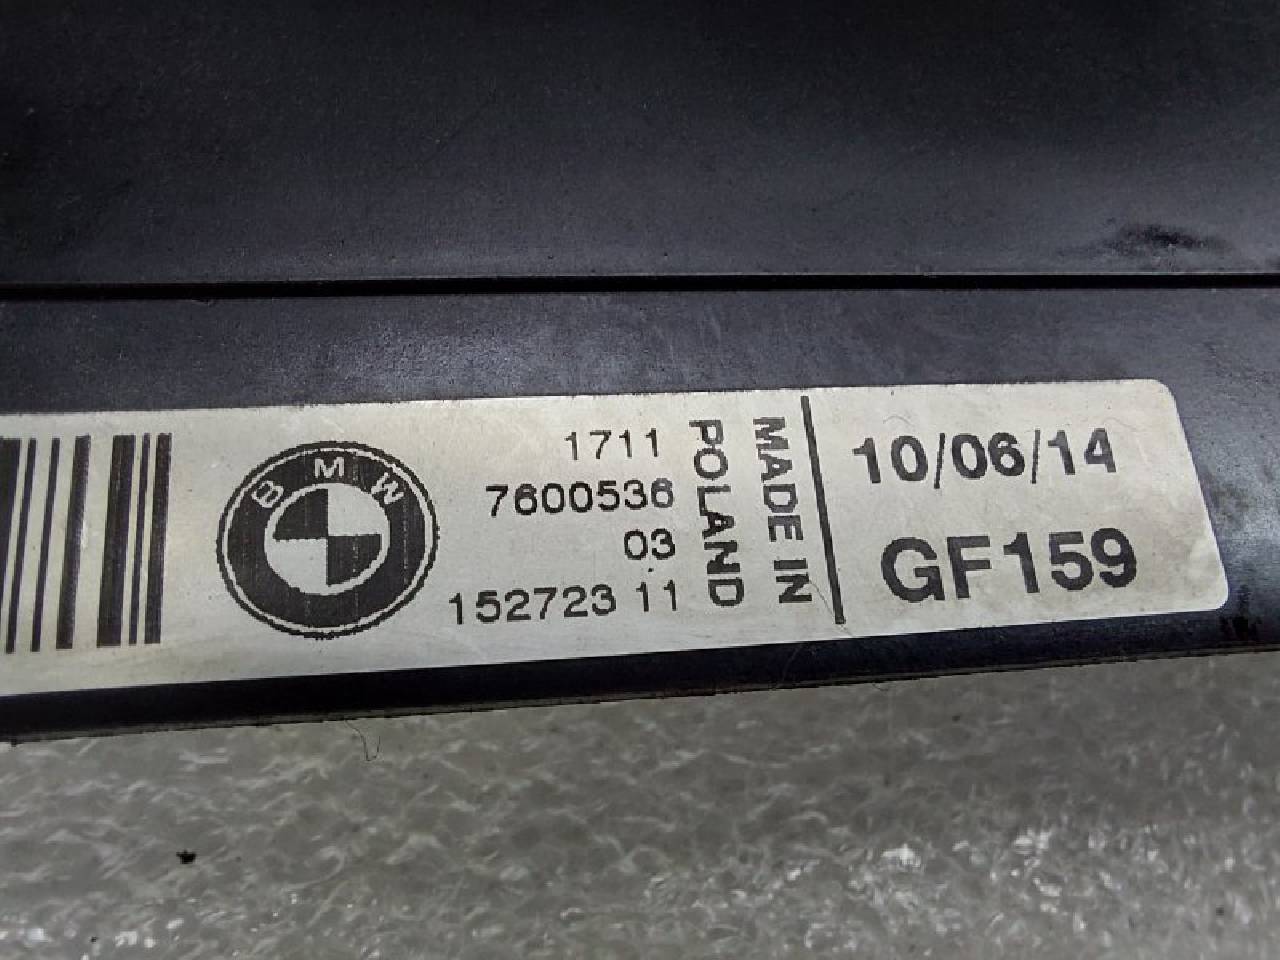 BMW
1711
7600536
03
152723 11
MADE IN
POLAND
10/06/14
GF159